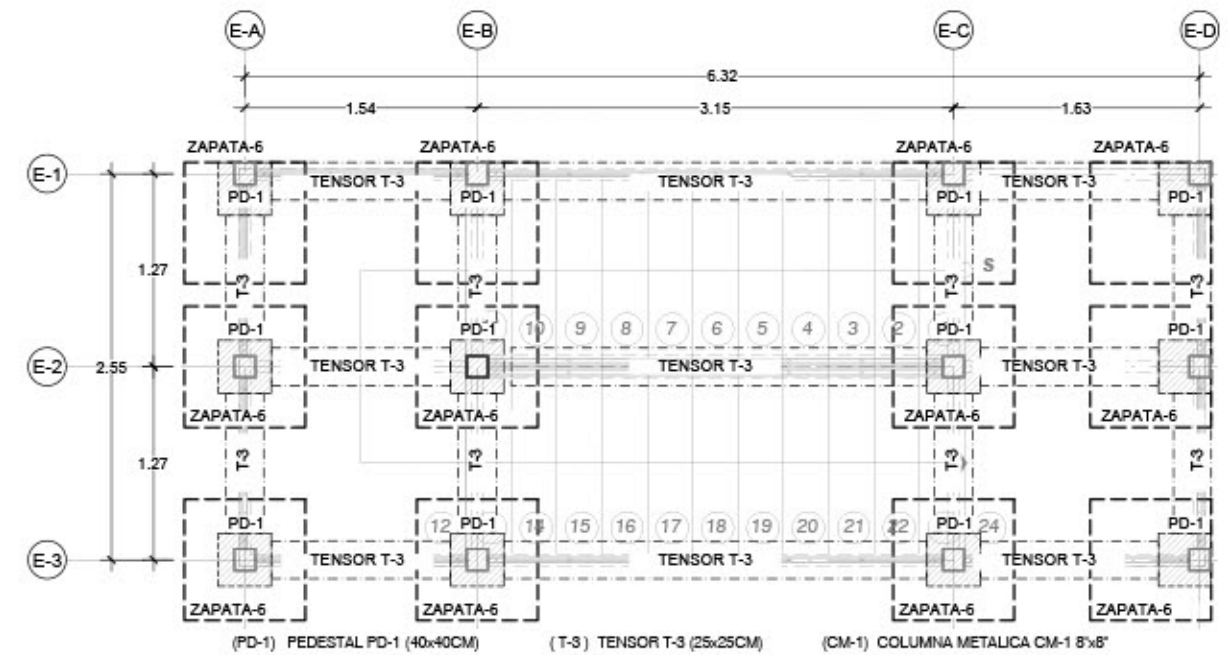 E-A E-B E-C E-D
6.32
1.54 3.15 1.63
ZAPATA-6 ZAPATA-6 ZAPATA-6 ZAPATA-6
E-1
TENSOR T-3 TENSOR T-3 TENSOR T-3
PD-1 PD-1 PD-1 PD-1
1.27
S
T-3 T-3 T-3 T-3
PD-1 PD-1 PD-1 PD-1
10 9 8 7 6 5 4 3 2
E-2
2.55
TENSOR T-3 TENSOR T-3 TENSOR T-3
ZAPATA-6 ZAPATA-6 ZAPATA-6 ZAPATA-6
1.27
T-3 T-3 T-3 T-3
PD-1 PD-1 PD-1 PD-1
12 14 15 16 17 18 19 20 21 22 24
E-3
TENSOR T-3 TENSOR T-3 TENSOR T-3
ZAPATA-6 ZAPATA-6 ZAPATA-6 ZAPATA-6
(PD-1) PEDESTAL PD-1 (40x40CM) (T-3) TENSOR T-3 (25x25CM) (CM-1) COLUMNA METALICA CM-1 8"x8"